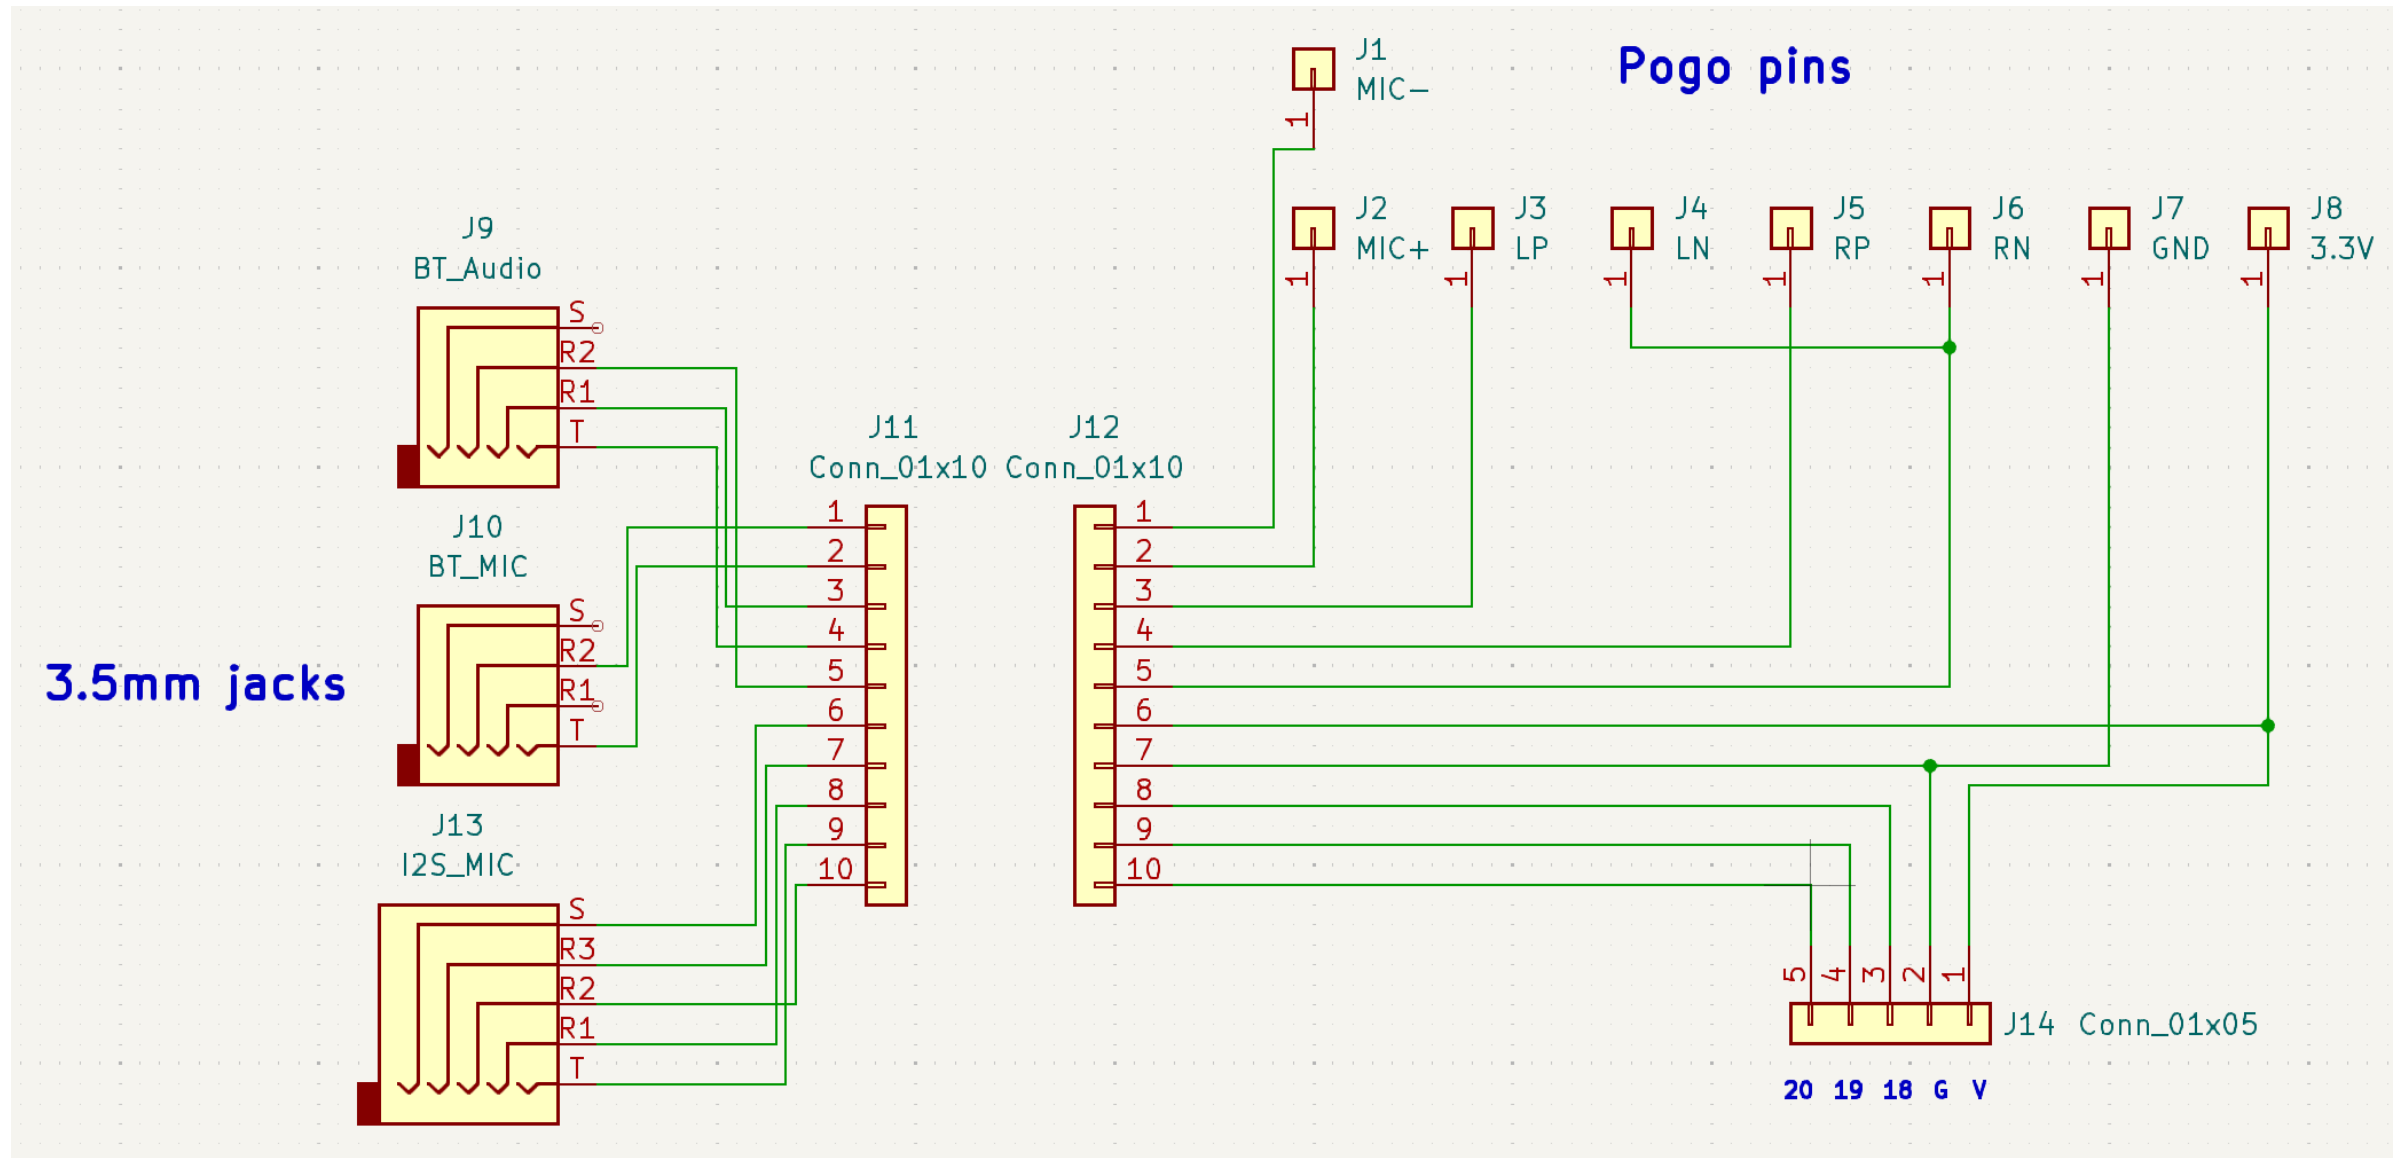 J1
MIC-
1
Pogo pins
J2
MIC+
1
J3
LP
1
J4
LN
1
J5
RP
1
J6
RN
1
J7
GND
1
J8
3.3V
1
J9
BT_Audio
S
R2
R1
T
J10
BT_MIC
S
R2
R1
T
3.5mm jacks
J13
I2S_MIC
S
R3
R2
R1
T
J11
Conn_01x10
1
2
3
4
5
6
7
8
9
10
J12
Conn_01x10
1
2
3
4
5
6
7
8
9
10
5 4 3 2 1
J14 Conn_01x05
20 19 18 G V